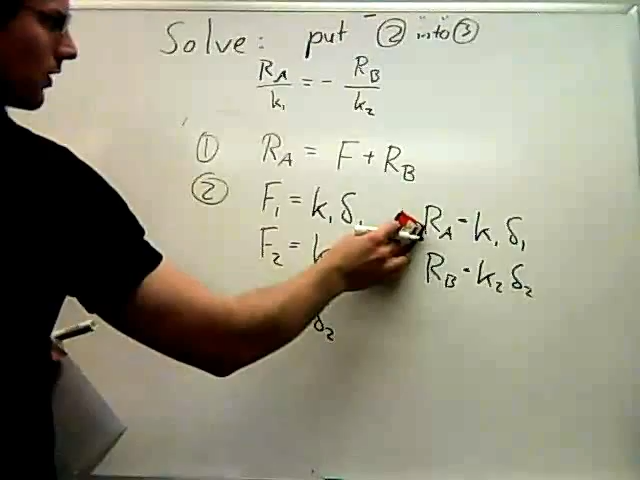 Solve: put ② into ③
R_A/k₁ = - R_B/k₂
① R_A = F + R_B
② F₁ = k₁ δ₁
R_A = k₁ δ₁
F₂ = k
R_B = k₂ δ₂
δ₂